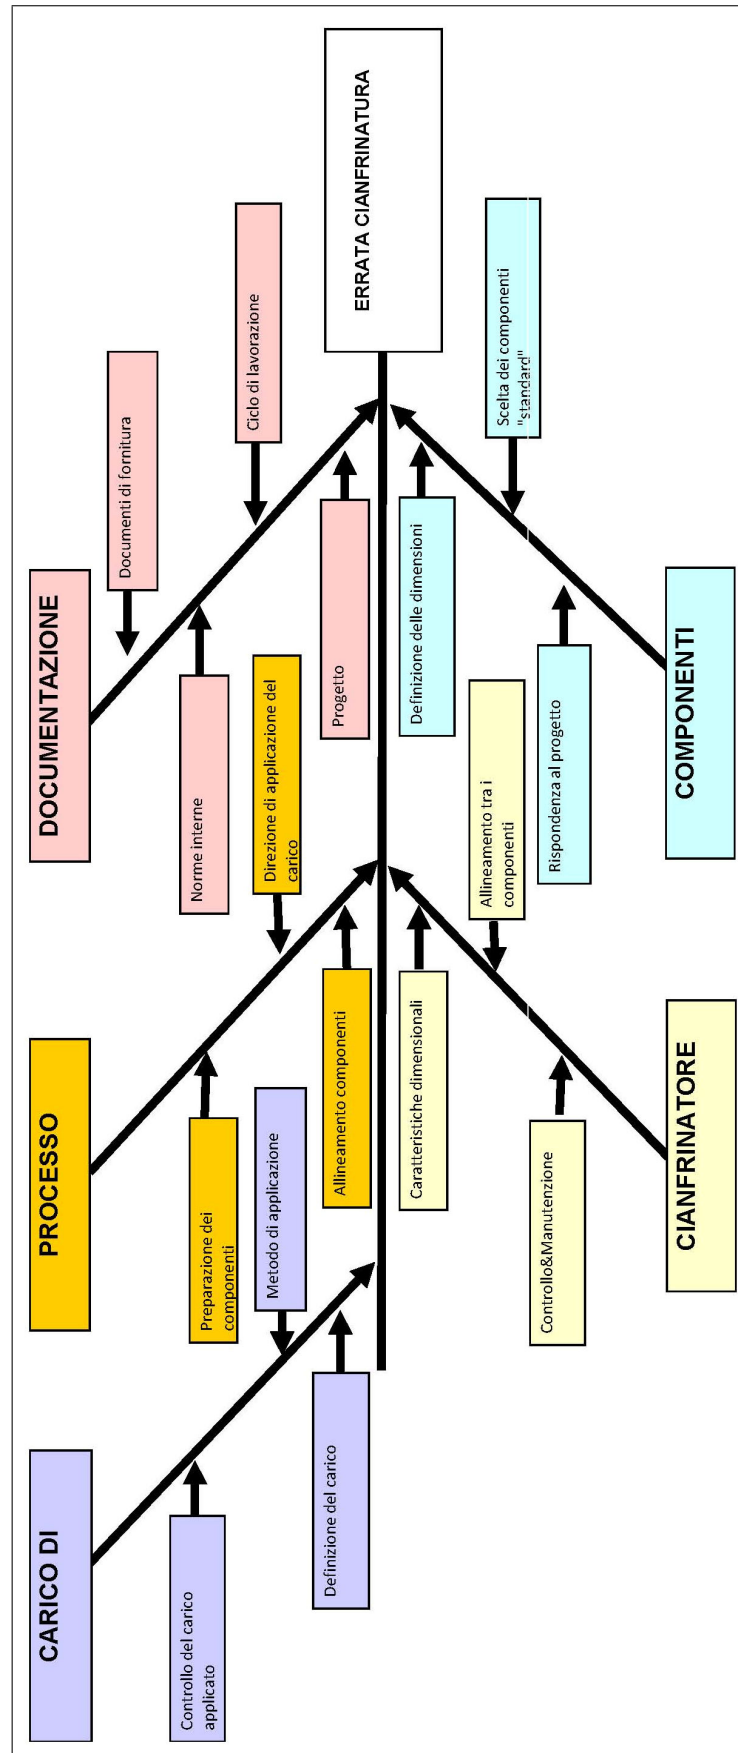 CARICO DI
PROCESSO
DOCUMENTAZIONE
Controllo del carico
applicato
Preparazione dei
componenti
Norme interne
Documenti di fornitura
Metodo di applicazione
Direzione di applicazione del
carico
Ciclo di lavorazione
Definizione del carico
Allineamento componenti
Progetto
ERRATA CIANFRINATURA
Caratteristiche dimensionali
Definizione delle dimensioni
Allineamento tra i
componenti
Scelta dei componenti
"standard"
Controllo&Manutenzione
Rispondenza al progetto
CIANFRINATORE
COMPONENTI